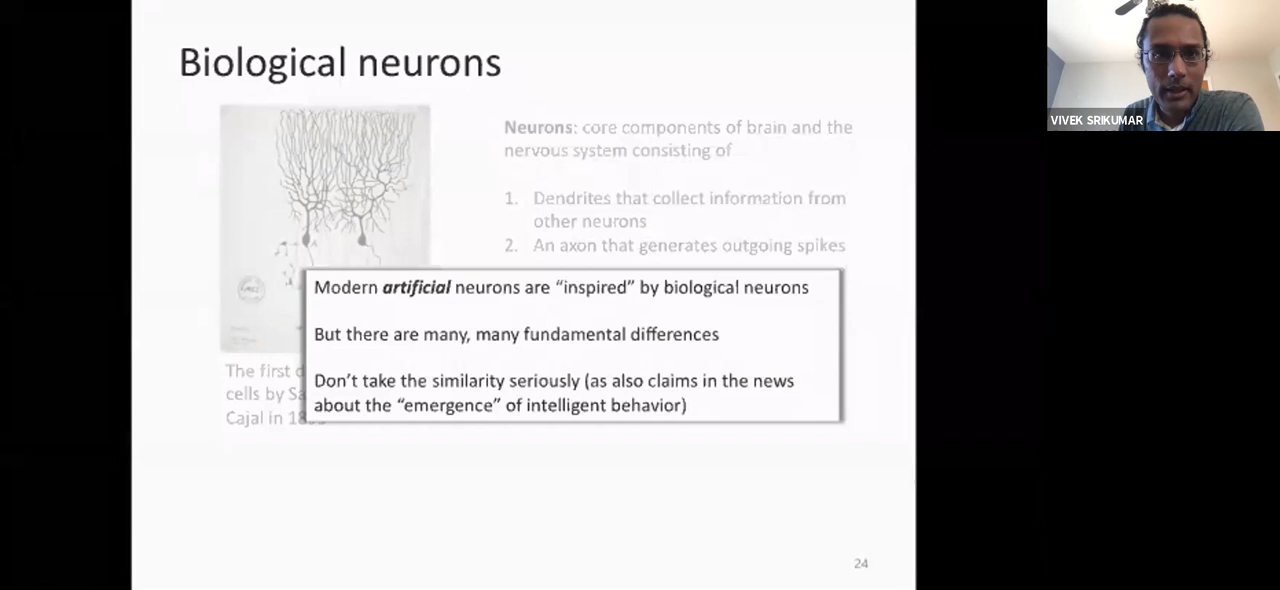 Biological neurons
VIVEK SRIKUMAR
Neurons: core components of brain and the
nervous system consisting of
1. Dendrites that collect information from
other neurons
2. An axon that generates outgoing spikes
Modern artificial neurons are “inspired” by biological neurons
But there are many, many fundamental differences
Don’t take the similarity seriously (as also claims in the news
about the “emergence” of intelligent behavior)
The first
cells by
Cajal in
24